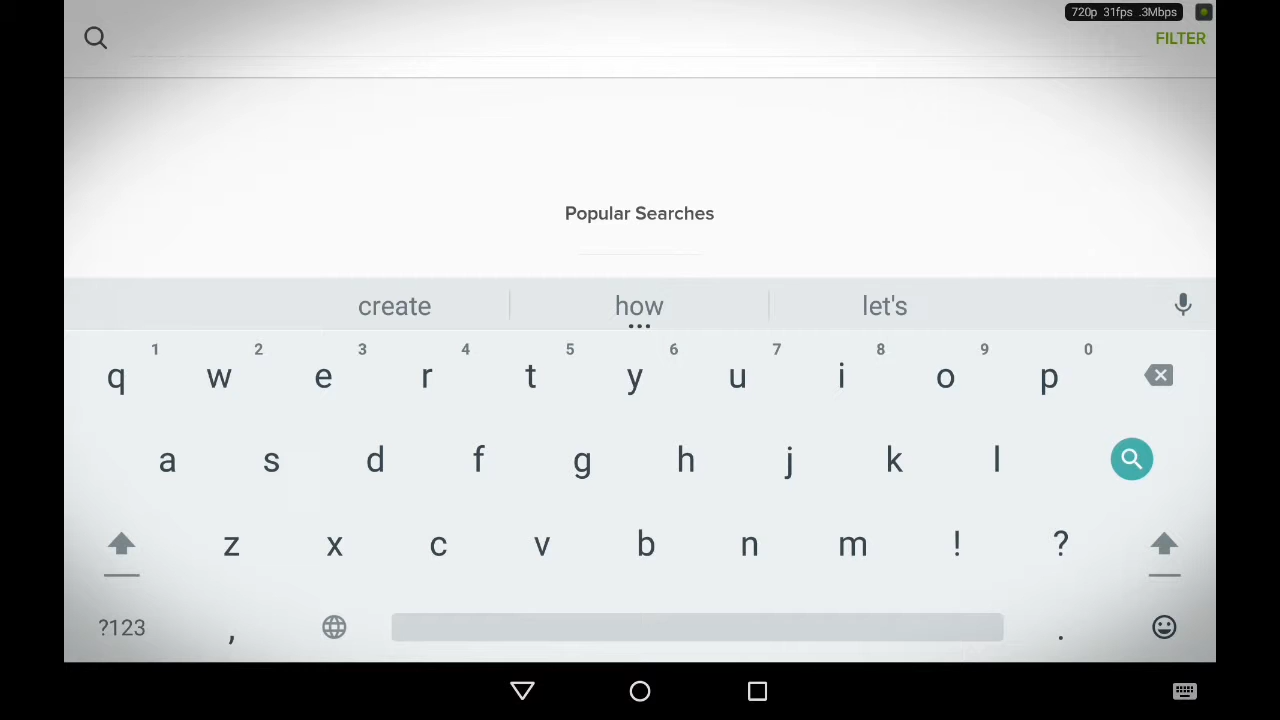 720p 31fps .3Mbps
FILTER
Popular Searches
create how let's
1 2 3 4 5 6 7 8 9 0
q w e r t y u i o p
a s d f g h j k l
z x c v b n m ! ?
?123 , .